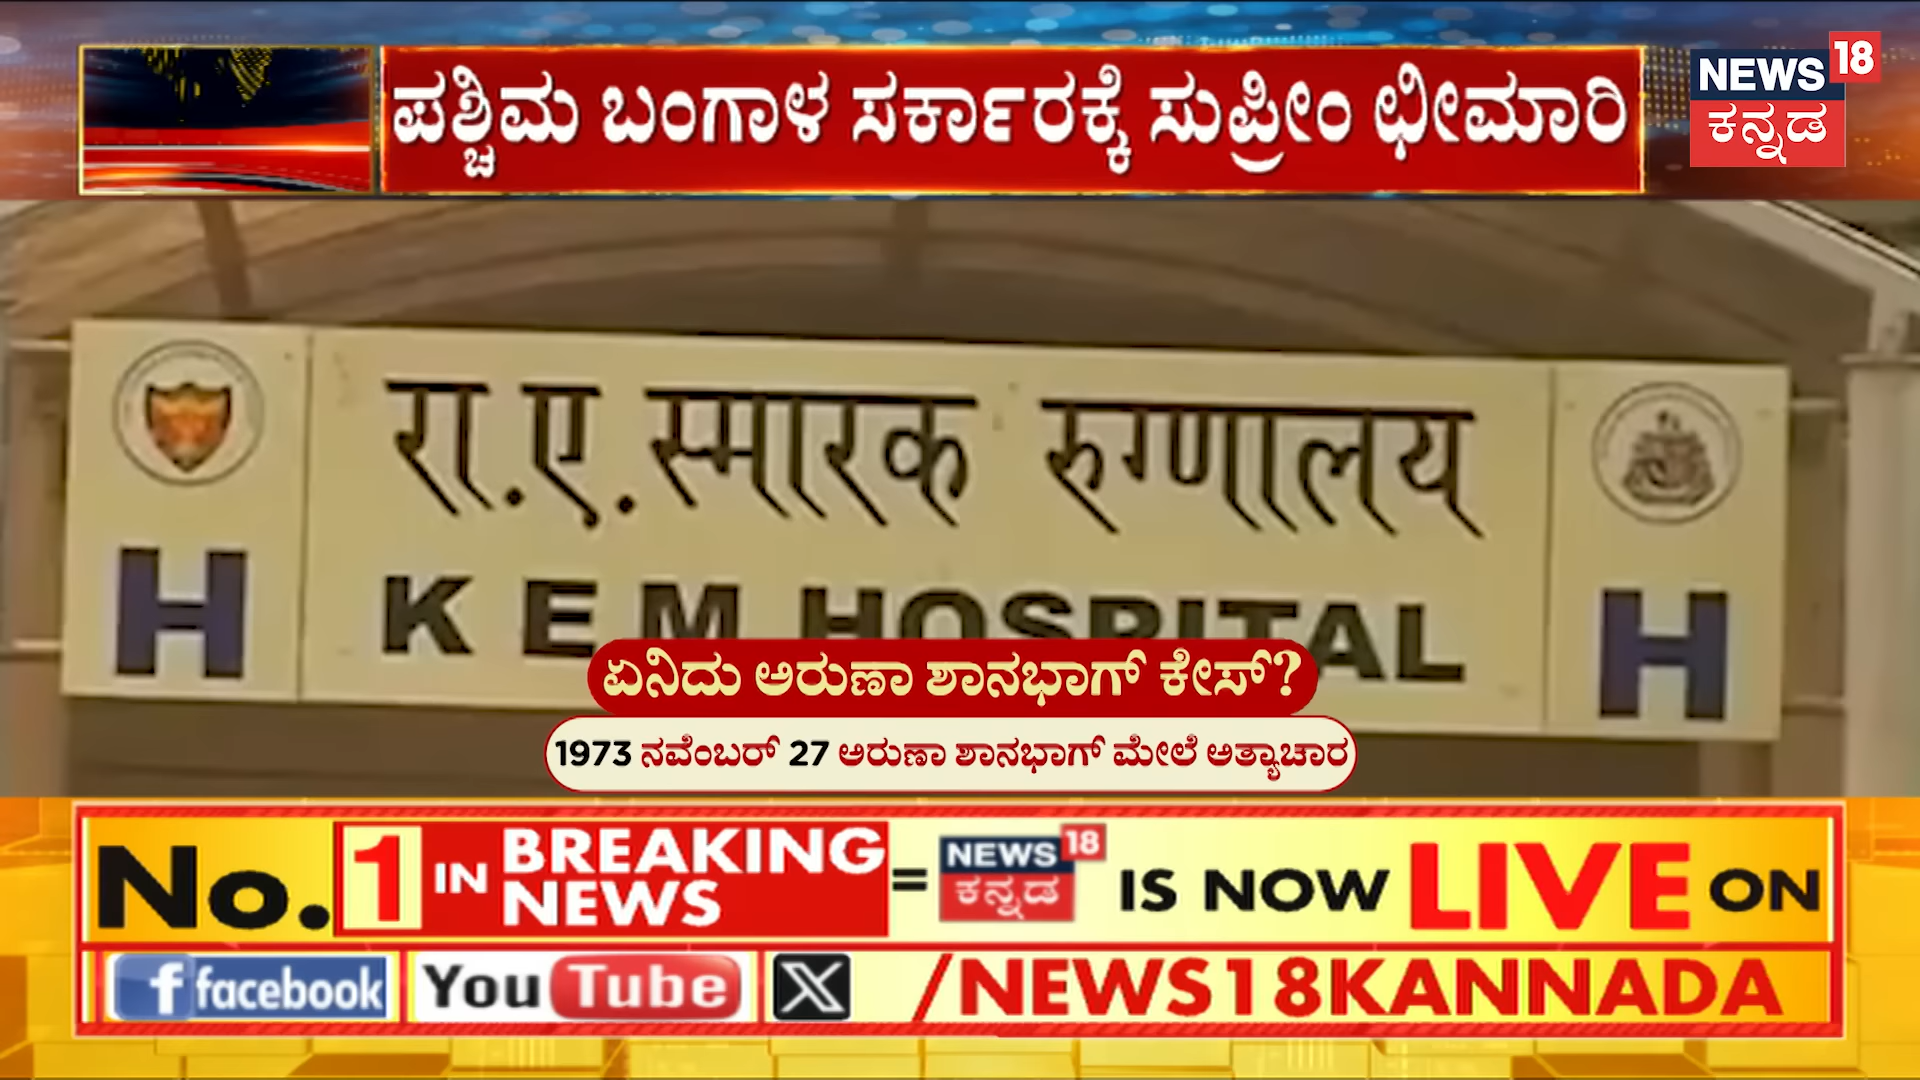 ಪಶ್ಚಿಮ ಬಂಗಾಳ ಸರ್ಕಾರಕ್ಕೆ ಸುಪ್ರೀಂ ಛೀಮಾರಿ
NEWS 18
ಕನ್ನಡ
रा.ए.स्मारक रुग्णालय
H KEM HOSPITAL H
ಏನಿದು ಅರುಣಾ ಶಾನಭಾಗ್ ಕೇಸ್?
1973 ನವೆಂಬರ್ 27 ಅರುಣಾ ಶಾನಭಾಗ್ ಮೇಲೆ ಅತ್ಯಾಚಾರ
No. 1 IN BREAKING NEWS = NEWS 18 ಕನ್ನಡ IS NOW LIVE ON
facebook YouTube X /NEWS18KANNADA